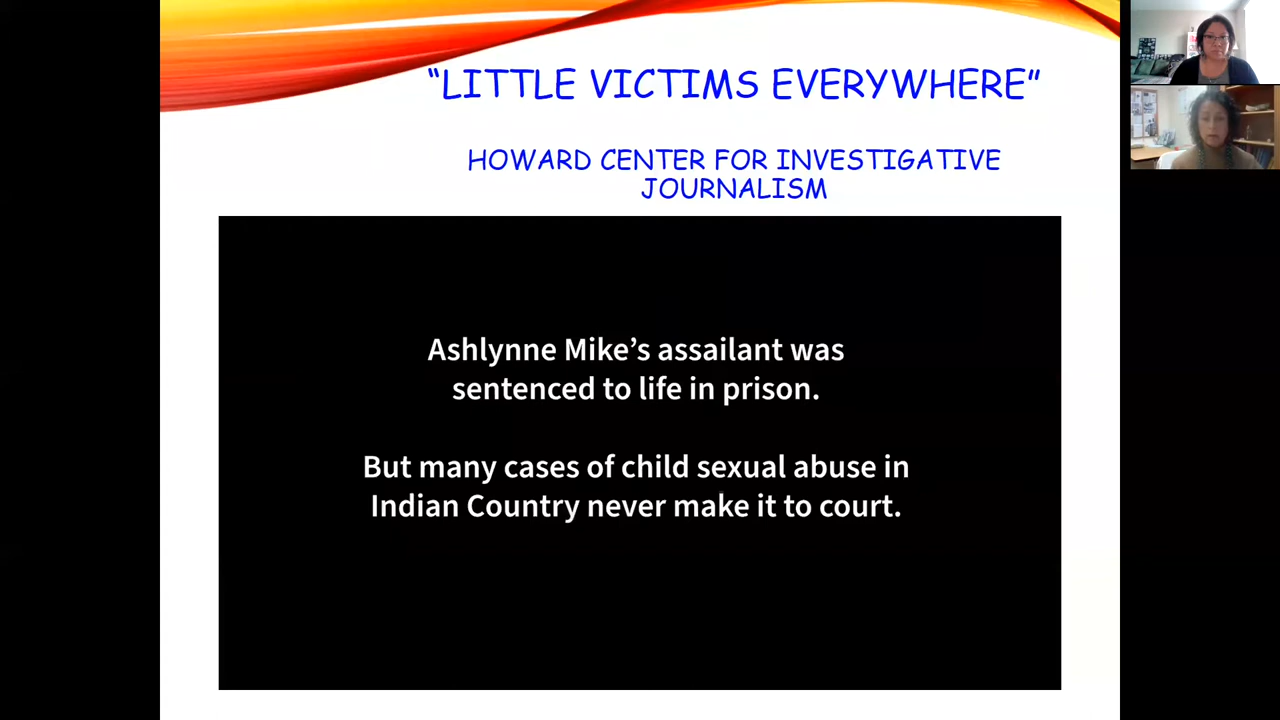 “LITTLE VICTIMS EVERYWHERE”
HOWARD CENTER FOR INVESTIGATIVE
JOURNALISM
Ashlynne Mike’s assailant was
sentenced to life in prison.
But many cases of child sexual abuse in
Indian Country never make it to court.